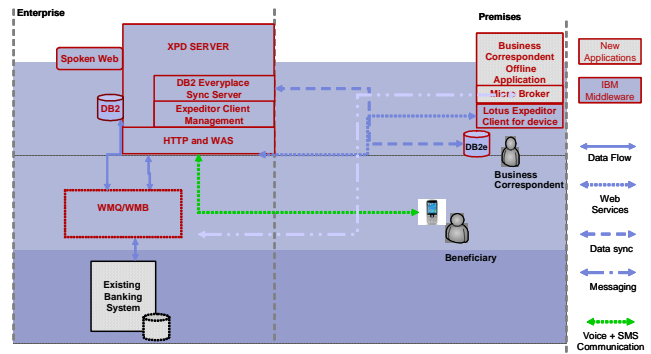 Enterprise
Premises
XPD SERVER
Spoken Web
DB2 Everyplace
Sync Server
DB2
Expeditor Client
Management
HTTP and WAS
WMQ/WMB
Existing
Banking
System
Business
Correspondent
Offline
Application
Micro Broker
Lotus Expeditor
Client for device
DB2e
Business
Correspondent
Beneficiary
New
Applications
IBM
Middleware
Data Flow
Web
Services
Data sync
Messaging
Voice + SMS
Communication